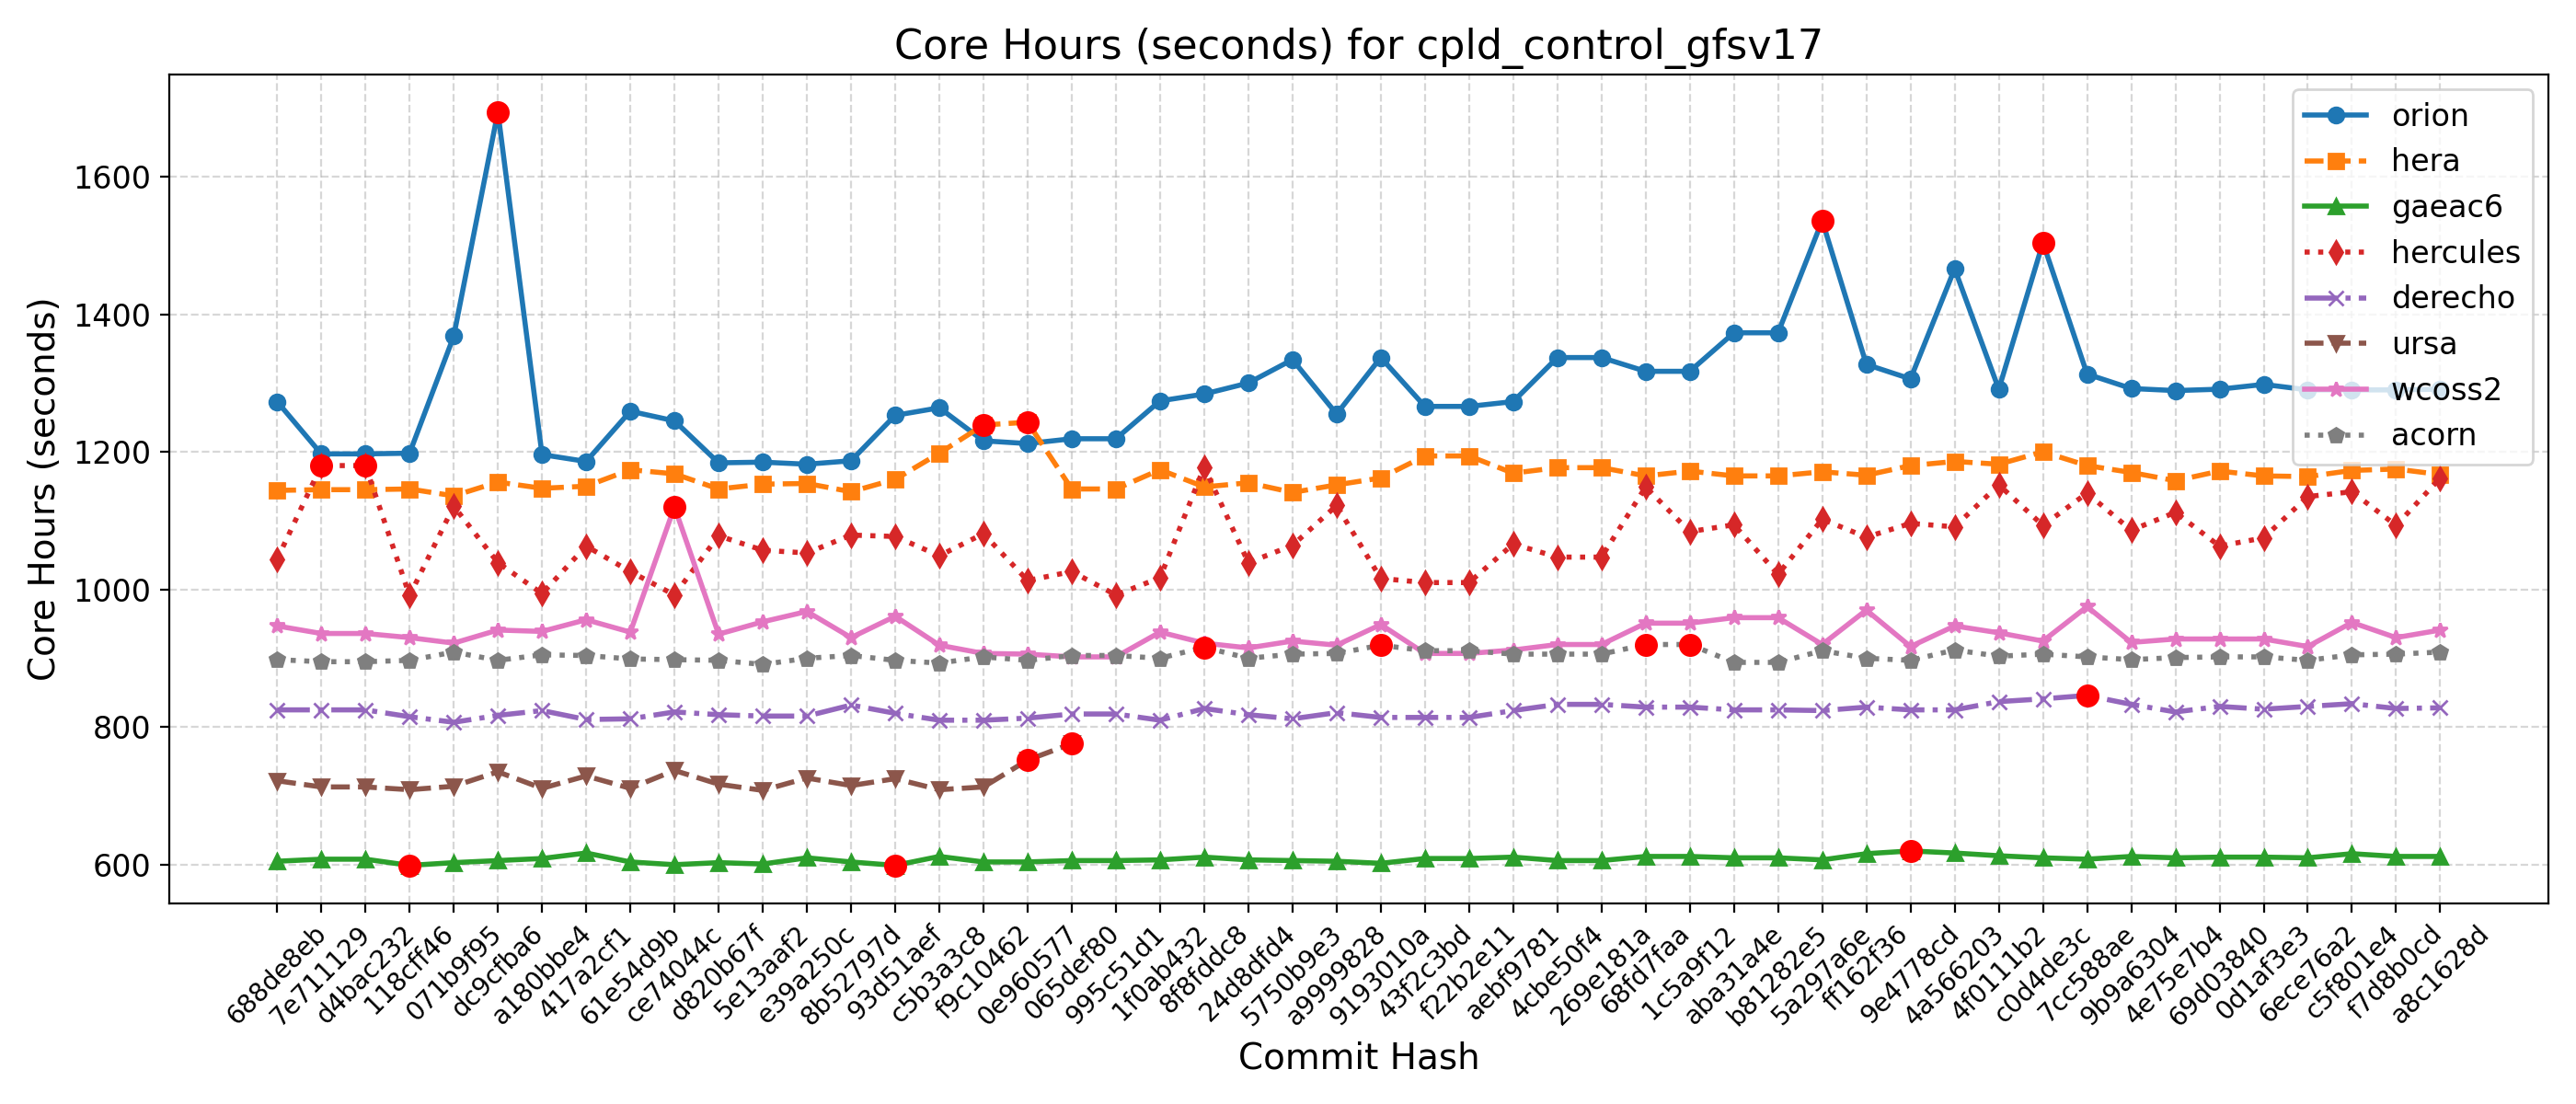 Core Hours (seconds) for cpld_control_gfsv17
Core Hours (seconds)
1600
1400
1200
1000
800
600
orion
hera
gaeac6
hercules
derecho
ursa
wcoss2
acorn
688de8eb
7e711129
d4bac232
118cff46
071b9f95
dc9cfba6
a180bbe4
417a2cf1
61e54d9b
ce74044c
d820b67f
5e13aaf2
e39a250c
8b52797d
93d51aef
c5b3a3c8
f9c10462
0e960577
065def80
995c51d1
1f0ab432
8f8fddc8
24d8dfd4
5750b9e3
a9999828
9193010a
43f2c3bd
f22b2e11
aebf9781
4cbe50f4
269e181a
68fd7faa
1c5a9f12
aba31a4e
b81282e5
5a297a6e
ff162f36
9e4778cd
4a566203
4f0111b2
c0d4de3c
7cc588ae
9b9a6304
4e75e7b4
69d03840
0d1af3e3
6ece76a2
c5f801e4
f7d8b0cd
a8c1628d
Commit Hash